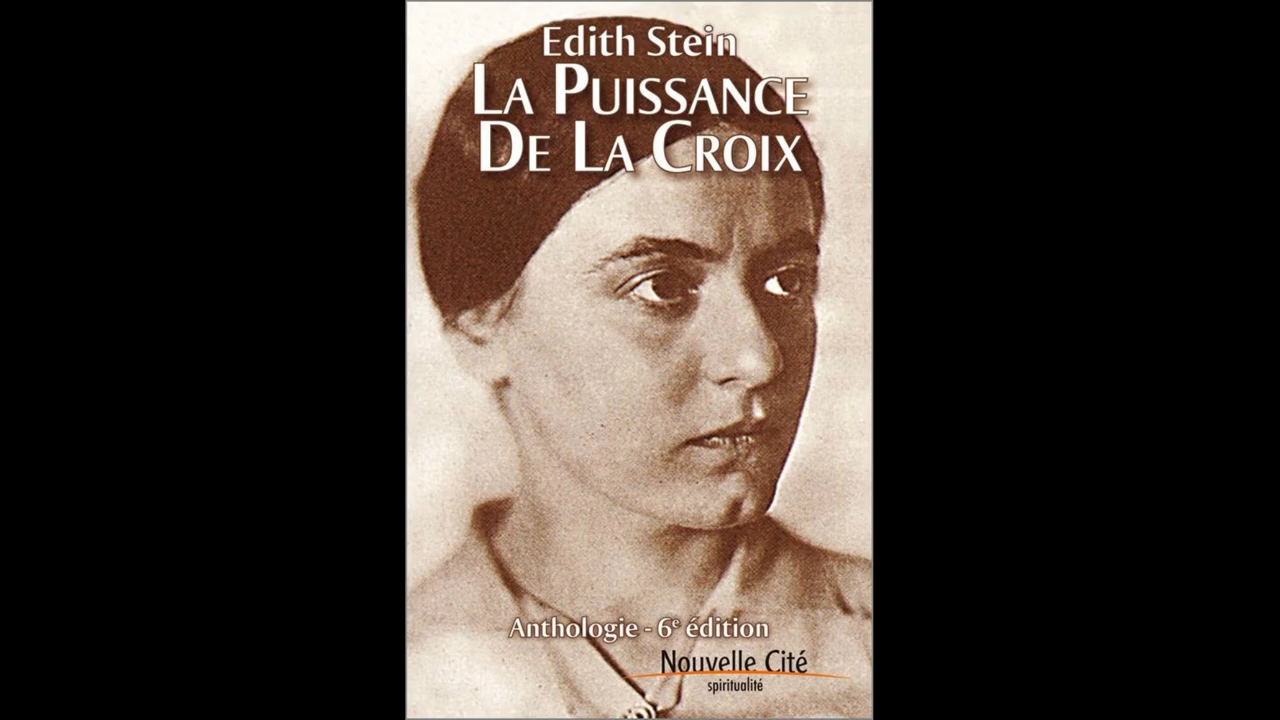 Edith Stein
La Puissance
De La Croix
Anthologie - 6e édition
Nouvelle Cité
spiritualité